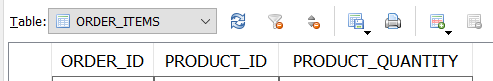 Table: ORDER_ITEMS
ORDER_ID PRODUCT_ID PRODUCT_QUANTITY